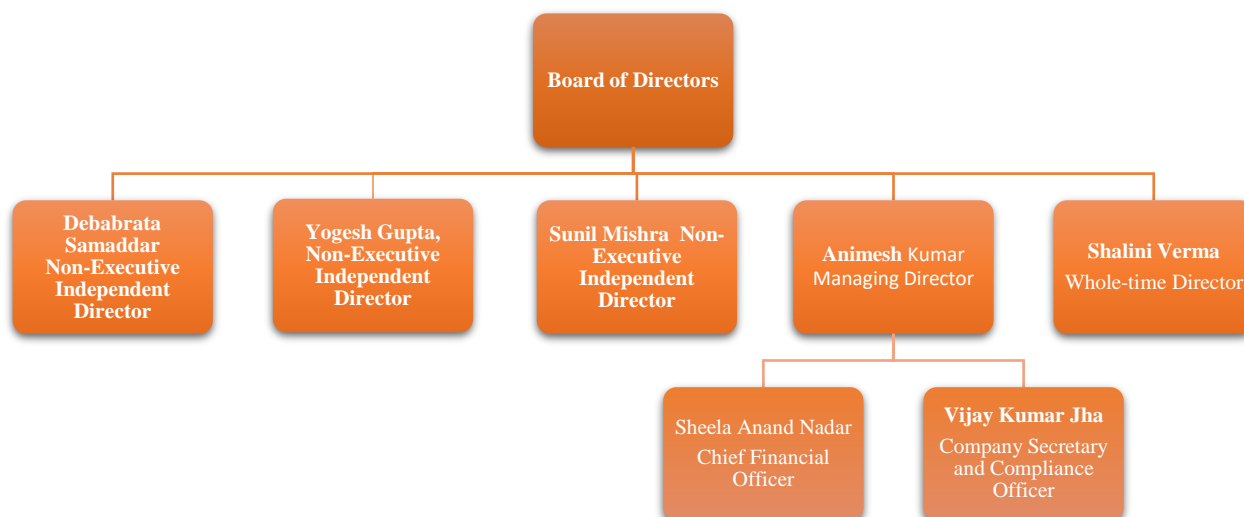 Board of Directors
Debabrata
Samaddar
Non-Executive
Independent
Director
Yogesh Gupta,
Non-Executive
Independent
Director
Sunil Mishra Non-
Executive
Independent
Director
Animesh Kumar
Managing Director
Shalini Verma
Whole-time Director
Sheela Anand Nadar
Chief Financial
Officer
Vijay Kumar Jha
Company Secretary
and Compliance
Officer